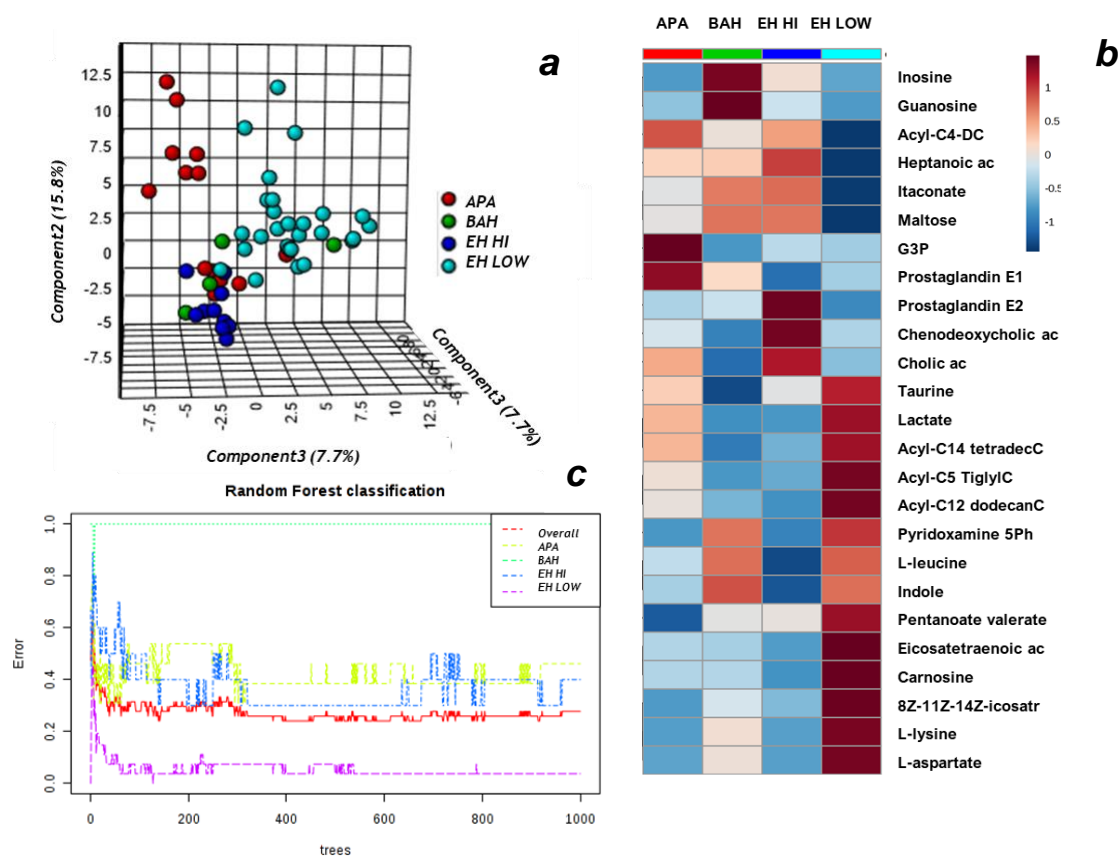 a
Component2 (15.8%)
12.5
10
7.5
5
2.5
0
-2.5
-5
-7.5
-7.5
-5
-2.5
0
2.5
5
7.5
10
12.5
Component3 (7.7%)
Component3 (7.7%)
APA
BAH
EH HI
EH LOW
b
APA BAH EH HI EH LOW
Inosine
Guanosine
Acyl-C4-DC
Heptanoic ac
Itaconate
Maltose
G3P
Prostaglandin E1
Prostaglandin E2
Chenodeoxycholic ac
Cholic ac
Taurine
Lactate
Acyl-C14 tetradecC
Acyl-C5 TiglylC
Acyl-C12 dodecanC
Pyridoxamine 5Ph
L-leucine
Indole
Pentanoate valerate
Eicosatetraenoic ac
Carnosine
8Z-11Z-14Z-icosatr
L-lysine
L-aspartate
1
0.5
0
-0.5
-1
c
Random Forest classification
Error
1.0
0.8
0.6
0.4
0.2
0.0
0 200 400 600 800 1000
trees
Overall
APA
BAH
EH HI
EH LOW